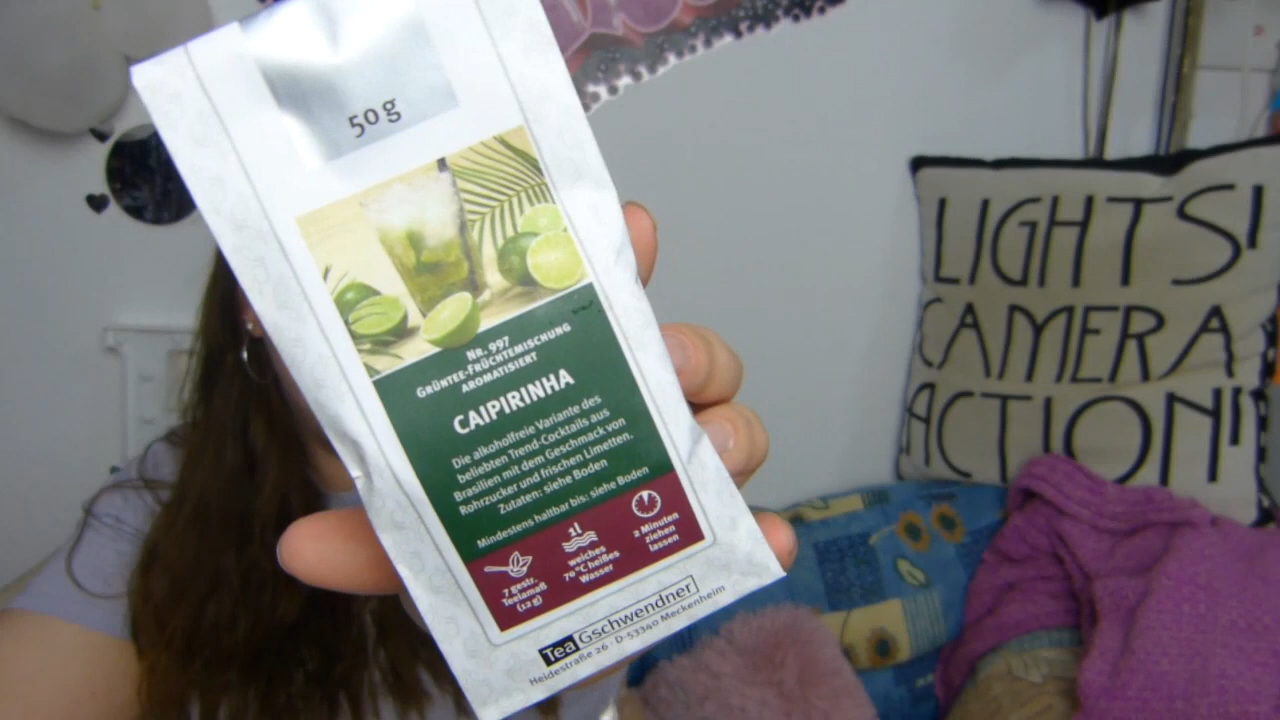 50 g
Nr. 997
Grüntee-Früchtemischung
aromatisiert
CAIPIRINHA
Die alkoholfreie Variante des
beliebten Trend-Cocktails aus
Brasilien mit dem Geschmack von
Rohrzucker und frischen Limetten.
Zutaten: siehe Boden
Mindestens haltbar bis: siehe Boden
7 gestr.
Teelamaß
(12 g)
1l
weiches
70 °C heißes
Wasser
2 Minuten
ziehen
lassen
TeaGschwendner
Heidestraße 26 · D-53340 Meckenheim
LIGHTS!
CAMERA
ACTION!